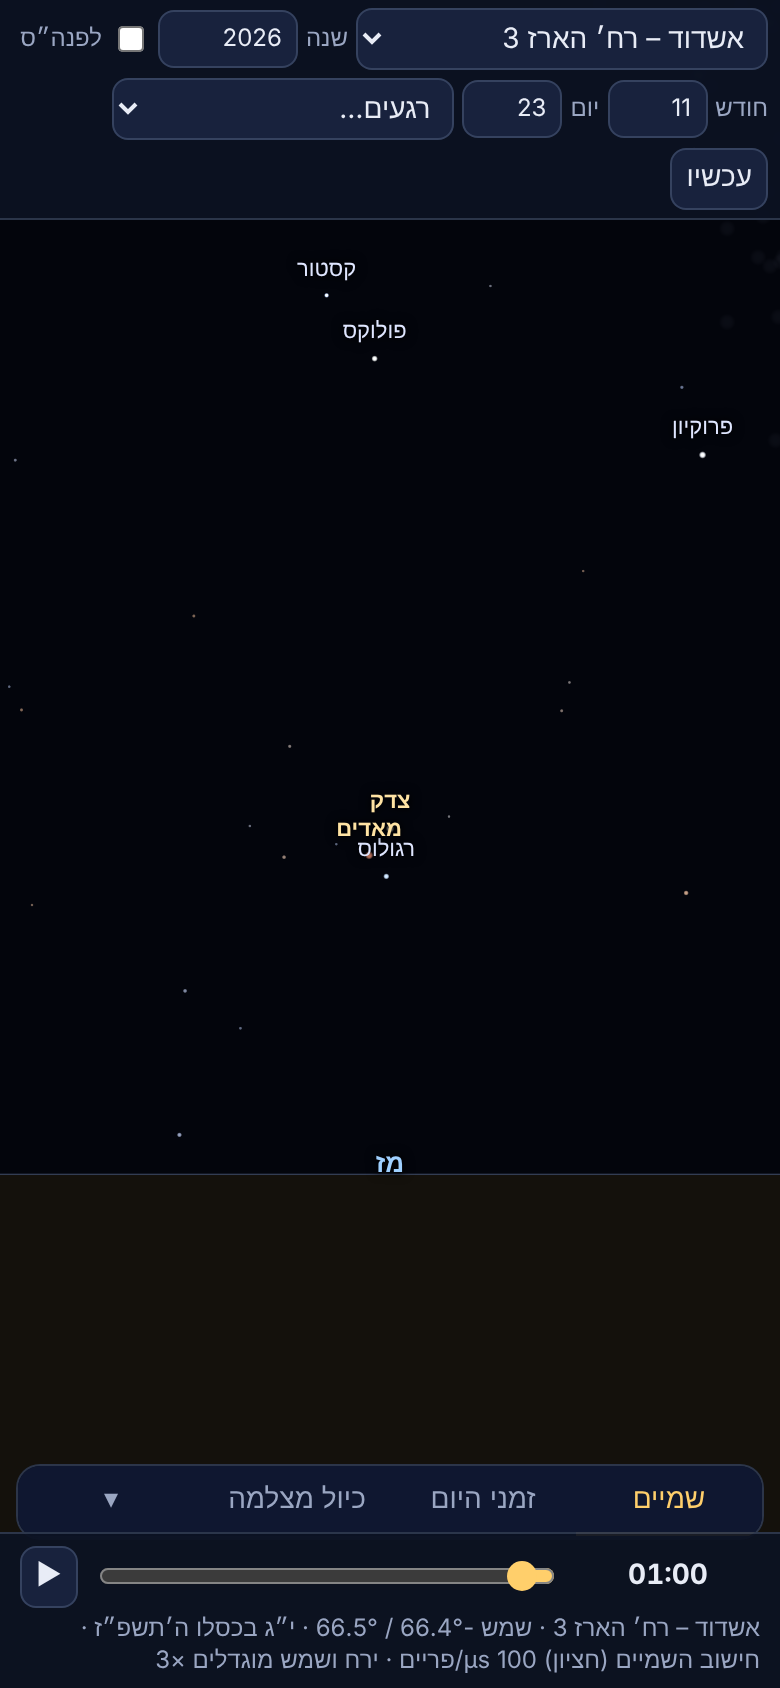 אשדוד – רח׳ הארז 3 שנה 2026 לפנה״ס
חודש 11 יום 23 רגעים...
עכשיו
קסטור
פולוקס
פרוקיון
צדק
מאדים
רגולוס
מז
שמיים זמני היום כיול מצלמה ▼
01:00
אשדוד – רח׳ הארז 3 · שמש -66.4° / 66.5° · י״ג בכסלו ה׳תשפ״ז ·
חישוב השמיים (חציון) 100 µs/פריים · ירח ושמש מוגדלים ×3